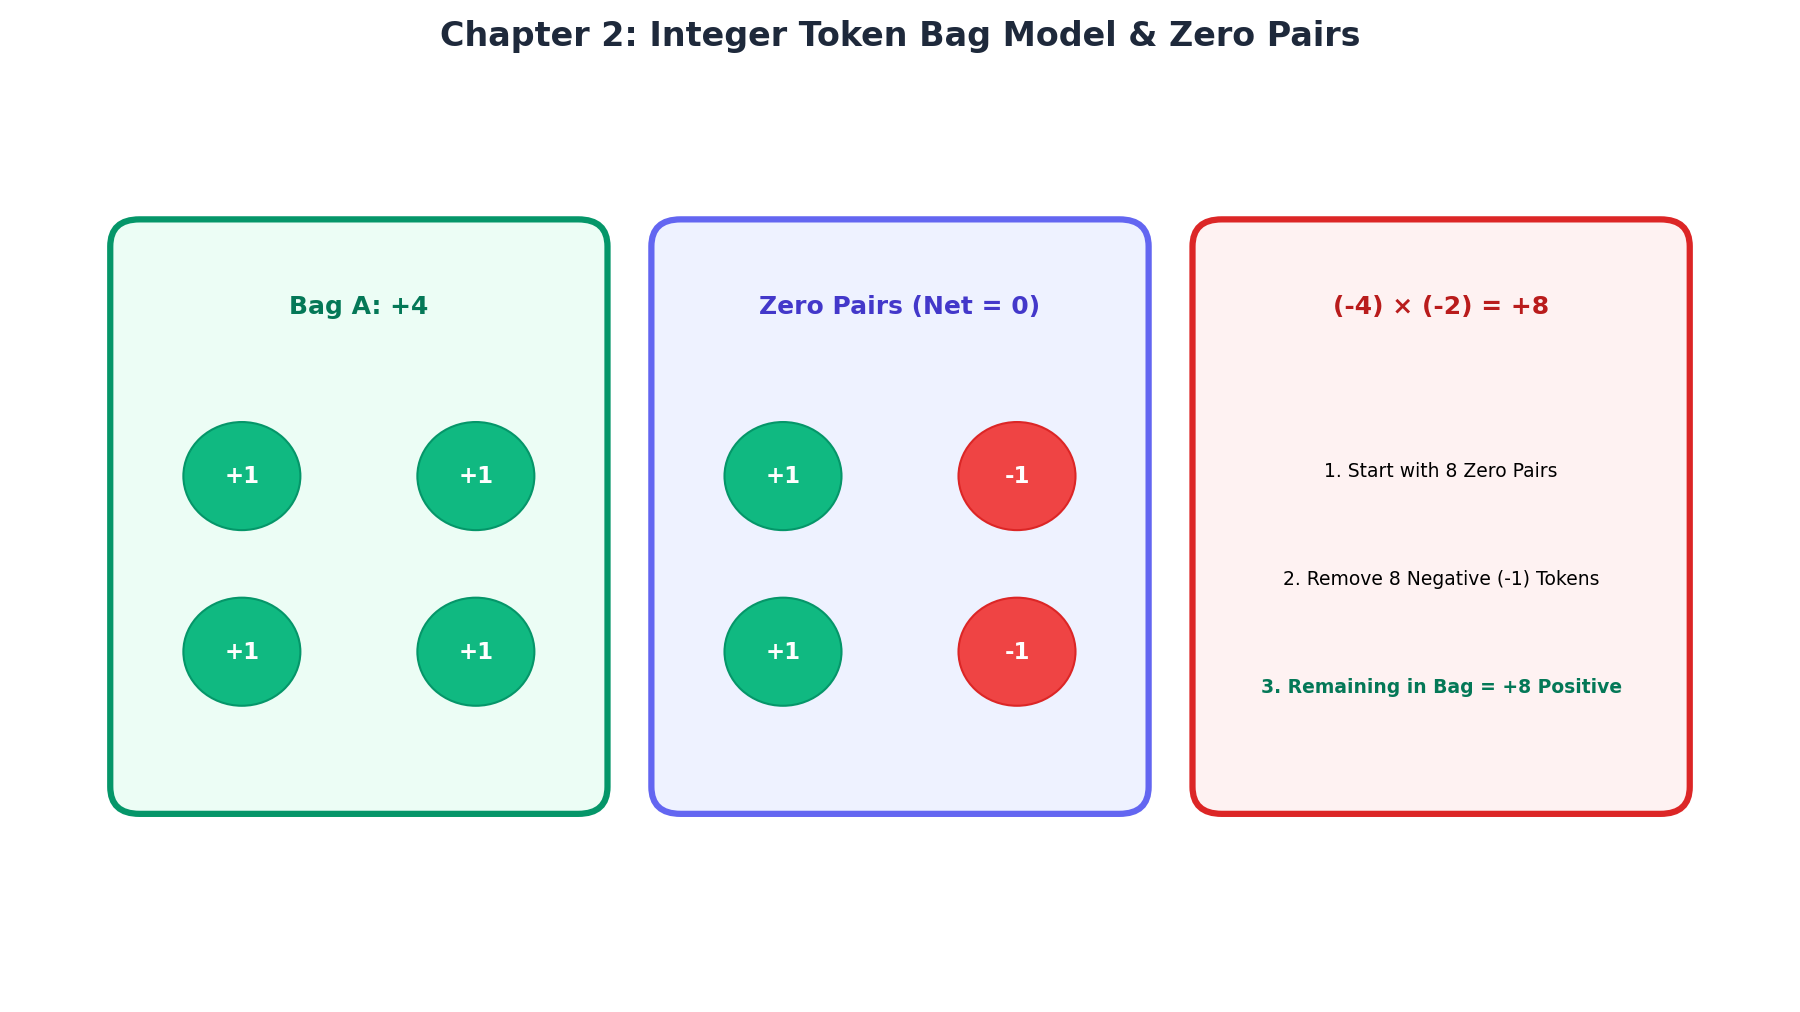 Chapter 2: Integer Token Bag Model & Zero Pairs
Bag A: +4
+1 +1
+1 +1
Zero Pairs (Net = 0)
+1 -1
+1 -1
(-4) × (-2) = +8
1. Start with 8 Zero Pairs
2. Remove 8 Negative (-1) Tokens
3. Remaining in Bag = +8 Positive